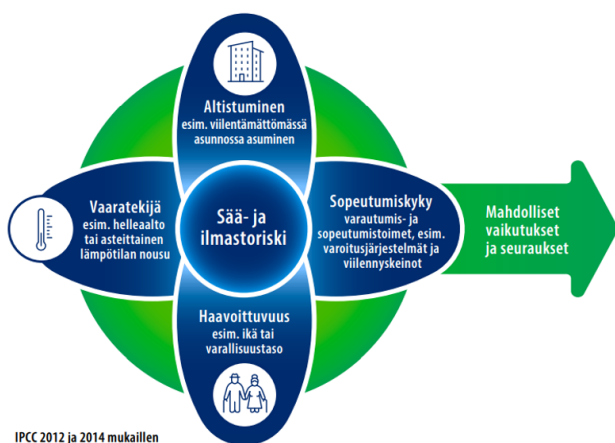 Altistuminen
esim. viilentämättömässä
asunnossa asuminen
Vaaratekijä
esim. helleaalto
tai asteittainen
lämpötilan nousu
Sää- ja
ilmastoriski
Sopeutumiskyky
varautumis- ja
sopeutumistoimet, esim.
varoitusjärjestelmät ja
viilennyskeinot
Mahdolliset
vaikutukset
ja seuraukset
Haavoittuvuus
esim. ikä tai
varallisuustaso
IPCC 2012 ja 2014 mukaillen